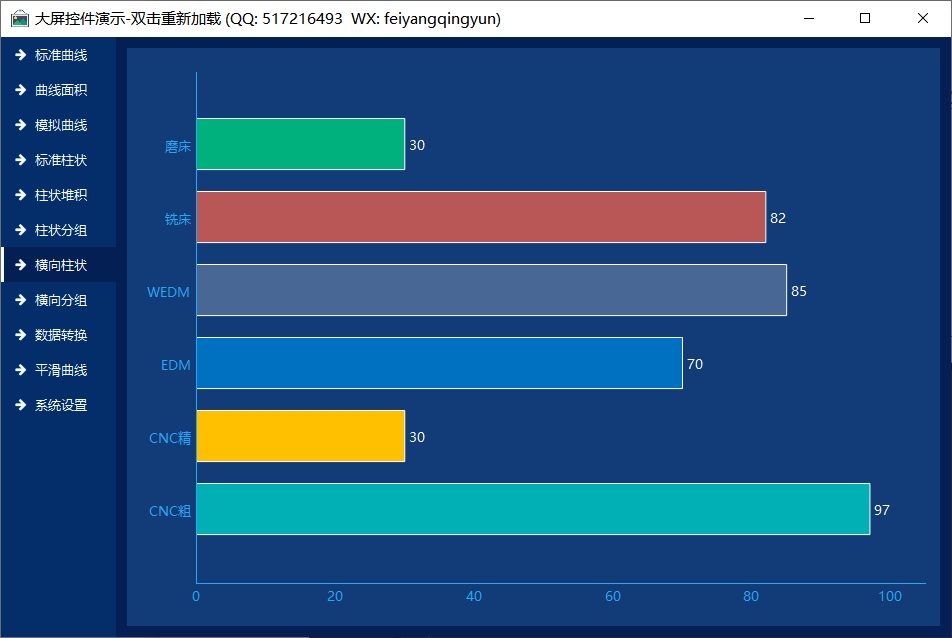 大屏控件演示-双击重新加载 (QQ: 517216493  WX: feiyangqingyun)
标准曲线
曲线面积
模拟曲线
标准柱状
柱状堆积
柱状分组
横向柱状
横向分组
数据转换
平滑曲线
系统设置
磨床 30
铣床 82
WEDM 85
EDM 70
CNC精 30
CNC粗 97
0 20 40 60 80 100